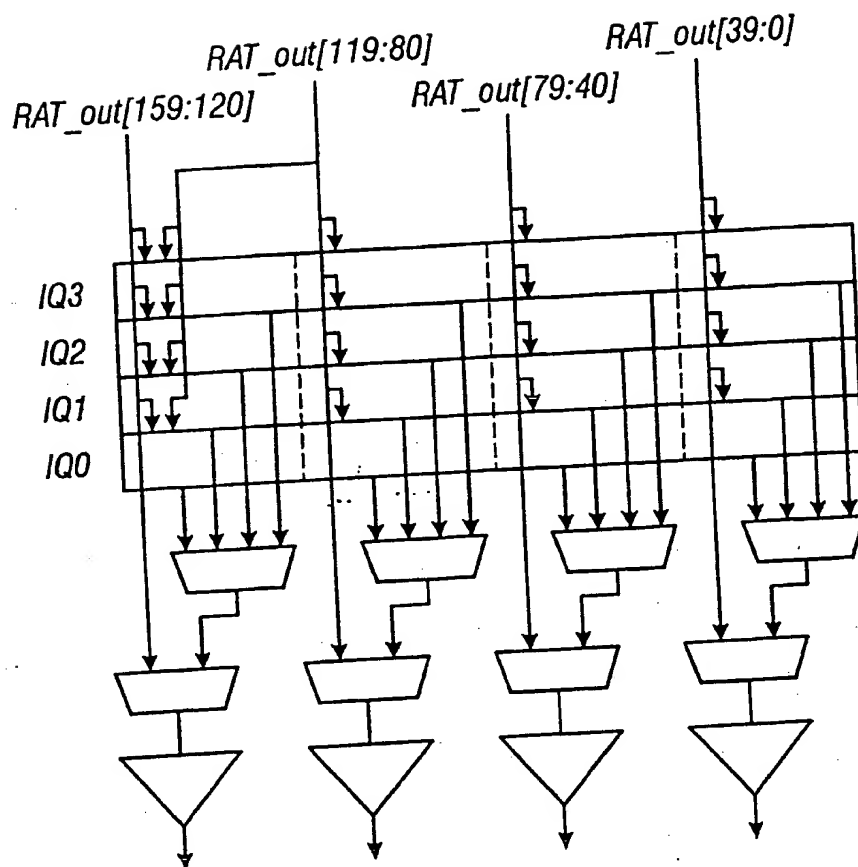 RAT_out[159:120]
RAT_out[119:80]
RAT_out[79:40]
RAT_out[39:0]
IQ3
IQ2
IQ1
IQ0